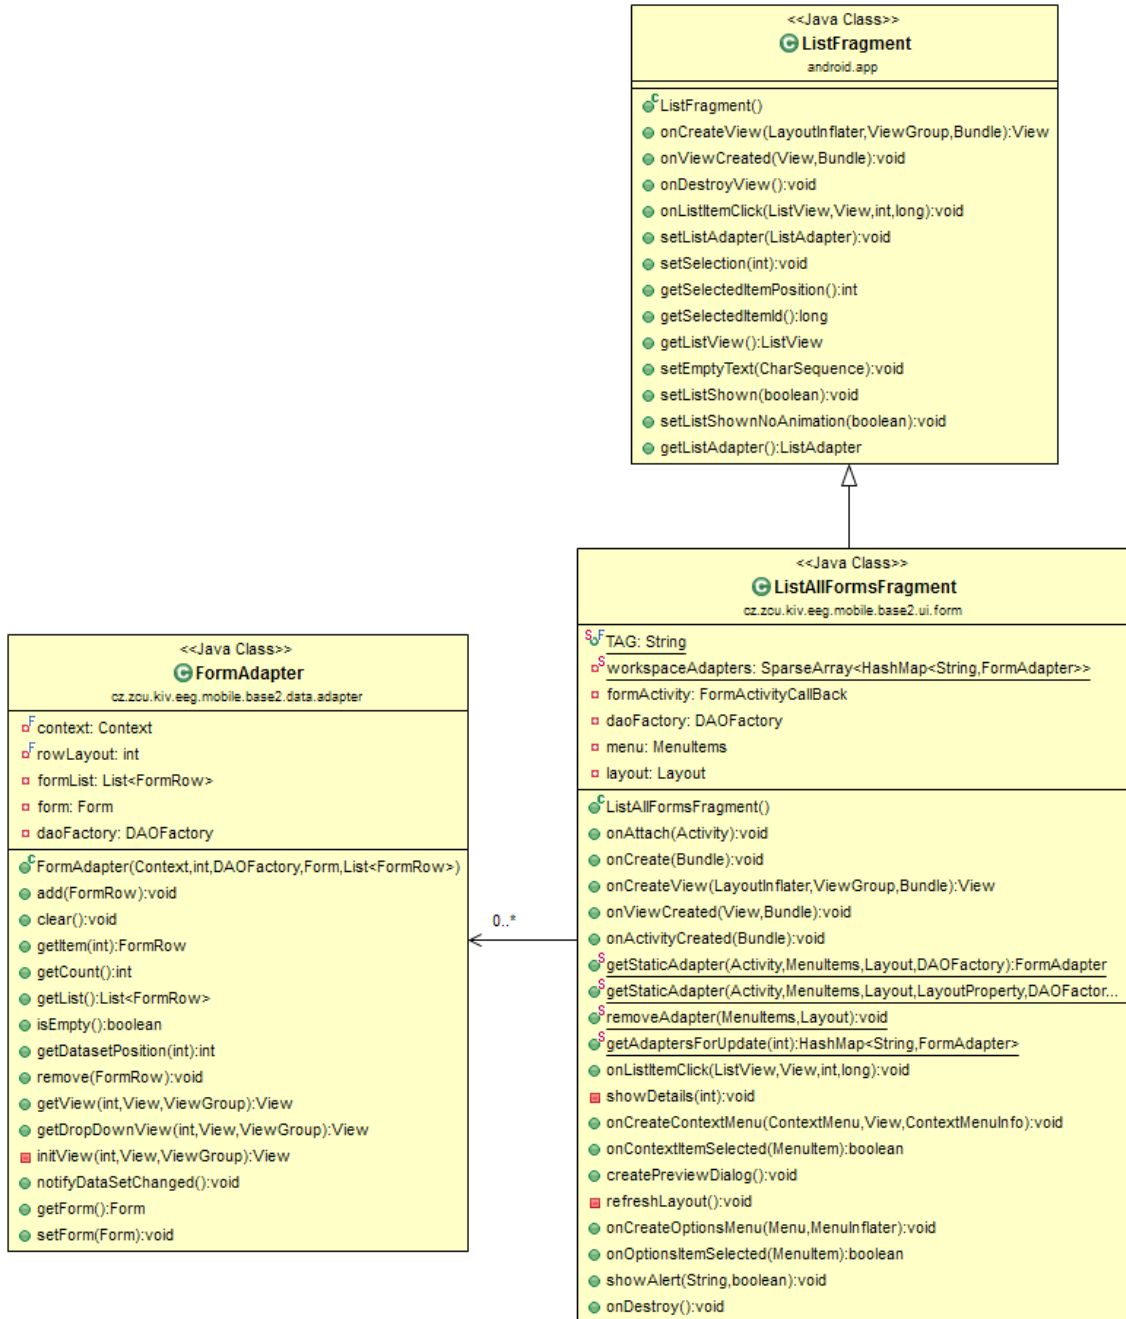 <<Java Class>>
ListFragment
android.app
ListFragment()
onCreateView(LayoutInflater,ViewGroup,Bundle):View
onViewCreated(View,Bundle):void
onDestroyView():void
onListItemClick(ListView,View,int,long):void
setListAdapter(ListAdapter):void
setSelection(int):void
getSelectedItemPosition():int
getSelectedItemId():long
getListView():ListView
setEmptyText(CharSequence):void
setListShown(boolean):void
setListShownNoAnimation(boolean):void
getListAdapter():ListAdapter
<<Java Class>>
FormAdapter
cz.zcu.kiv.eeg.mobile.base2.data.adapter
context: Context
rowLayout: int
formList: List<FormRow>
form: Form
daoFactory: DAOFactory
FormAdapter(Context,int,DAOFactory,Form,List<FormRow>)
add(FormRow):void
clear():void
getItem(int):FormRow
getCount():int
getList():List<FormRow>
isEmpty():boolean
getDatasetPosition(int):int
remove(FormRow):void
getView(int,View,ViewGroup):View
getDropDownView(int,View,ViewGroup):View
initView(int,View,ViewGroup):View
notifyDataSetChanged():void
getForm():Form
setForm(Form):void
0..*
<<Java Class>>
ListAllFormsFragment
cz.zcu.kiv.eeg.mobile.base2.ui.form
TAG: String
workspaceAdapters: SparseArray<HashMap<String,FormAdapter>>
formActivity: FormActivityCallBack
daoFactory: DAOFactory
menu: MenuItems
layout: Layout
ListAllFormsFragment()
onAttach(Activity):void
onCreate(Bundle):void
onCreateView(LayoutInflater,ViewGroup,Bundle):View
onViewCreated(View,Bundle):void
onActivityCreated(Bundle):void
getStaticAdapter(Activity,MenuItems,Layout,DAOFactory):FormAdapter
getStaticAdapter(Activity,MenuItems,Layout,LayoutProperty,DAOFactor...
removeAdapter(MenuItems,Layout):void
getAdaptersForUpdate(int):HashMap<String,FormAdapter>
onListItemClick(ListView,View,int,long):void
showDetails(int):void
onCreateContextMenu(ContextMenu,View,ContextMenuInfo):void
onContextItemSelected(MenuItem):boolean
createPreviewDialog():void
refreshLayout():void
onCreateOptionsMenu(Menu,MenuInflater):void
onOptionsItemSelected(MenuItem):boolean
showAlert(String,boolean):void
onDestroy():void